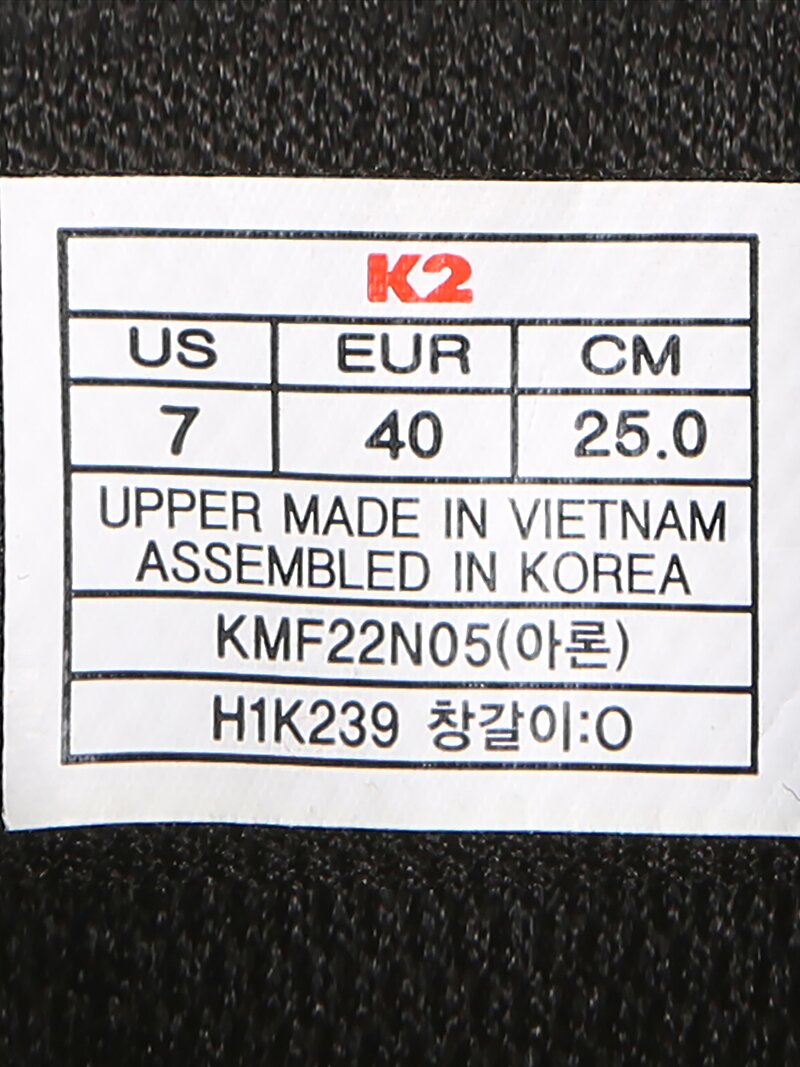 K2
US EUR CM
7 40 25.0
UPPER MADE IN VIETNAM
ASSEMBLED IN KOREA
KMF22N05(아론)
H1K239 창갈이:O